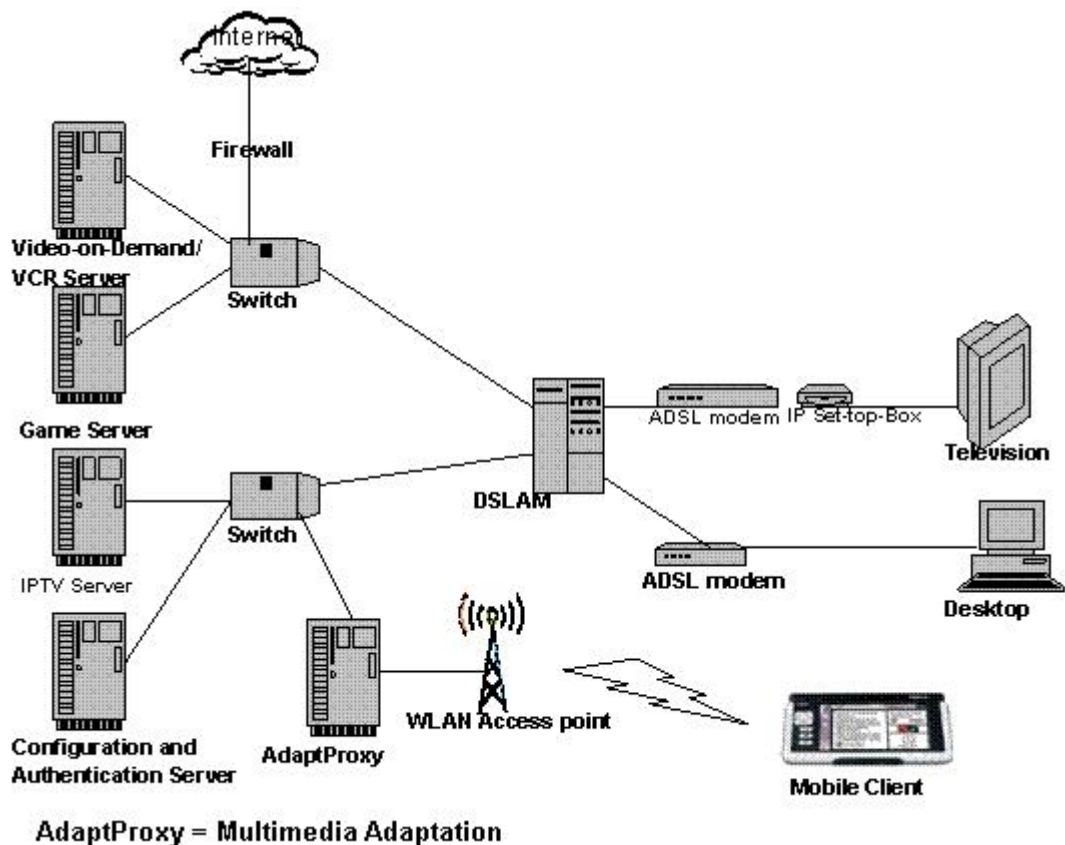 Internet
Firewall
Video-on-Demand/
VCR Server
Switch
Game Server
ADSL modem
IP Set-top-Box
Television
DSLAM
Switch
IPTV Server
ADSL modem
Desktop
WLAN Access point
Configuration and
Authentication Server
AdaptProxy
Mobile Client
AdaptProxy = Multimedia Adaptation